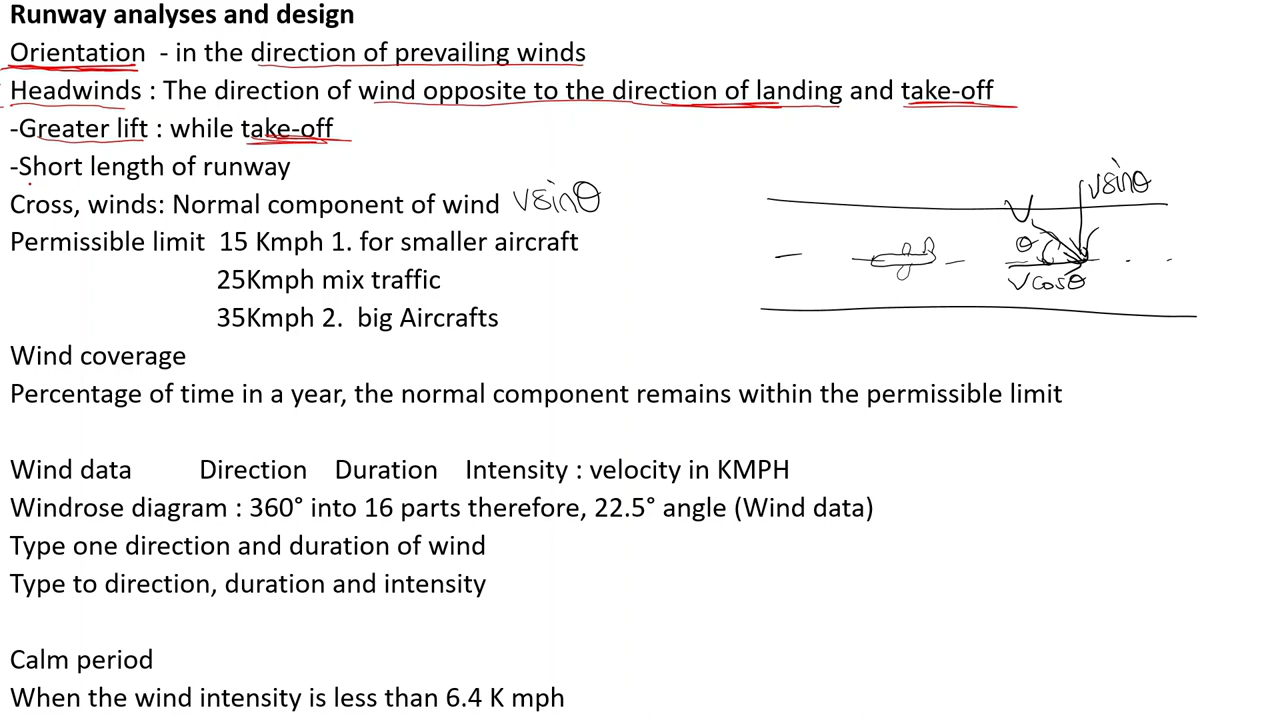 Runway analyses and design
Orientation - in the direction of prevailing winds
Headwinds : The direction of wind opposite to the direction of landing and take-off
-Greater lift : while take-off
-Short length of runway
Cross, winds: Normal component of wind Vsinθ
Permissible limit 15 Kmph 1. for smaller aircraft
25Kmph mix traffic
35Kmph 2. big Aircrafts
Wind coverage
Percentage of time in a year, the normal component remains within the permissible limit
Wind data Direction Duration Intensity : velocity in KMPH
Windrose diagram : 360° into 16 parts therefore, 22.5° angle (Wind data)
Type one direction and duration of wind
Type to direction, duration and intensity
Calm period
When the wind intensity is less than 6.4 K mph
Vsinθ
V
θ
Vcosθ